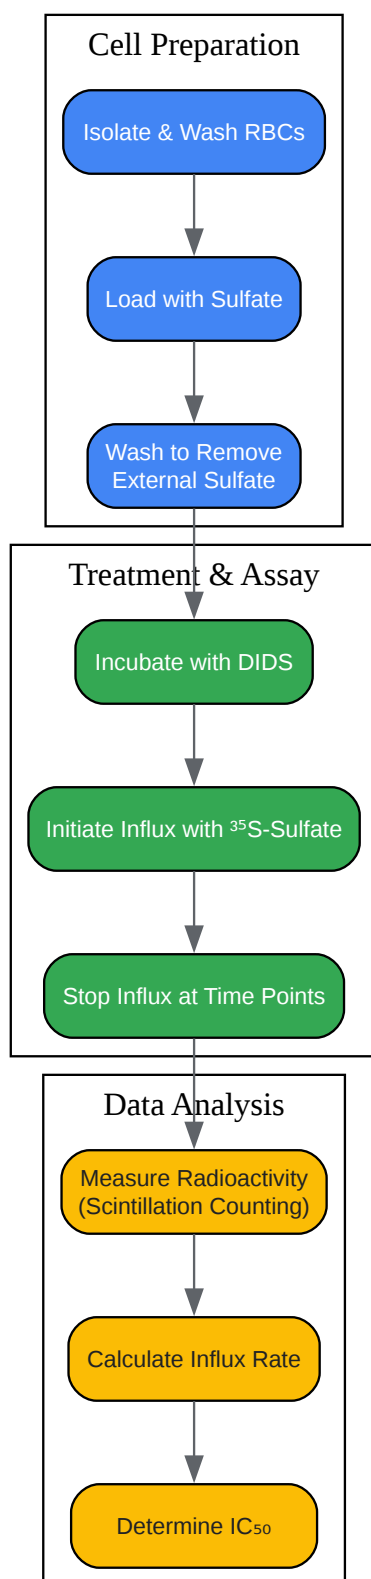 Cell Preparation
Isolate & Wash RBCs
Load with Sulfate
Wash to Remove
External Sulfate
Treatment & Assay
Incubate with DIDS
Initiate Influx with ³⁵S-Sulfate
Stop Influx at Time Points
Data Analysis
Measure Radioactivity
(Scintillation Counting)
Calculate Influx Rate
Determine IC₅₀